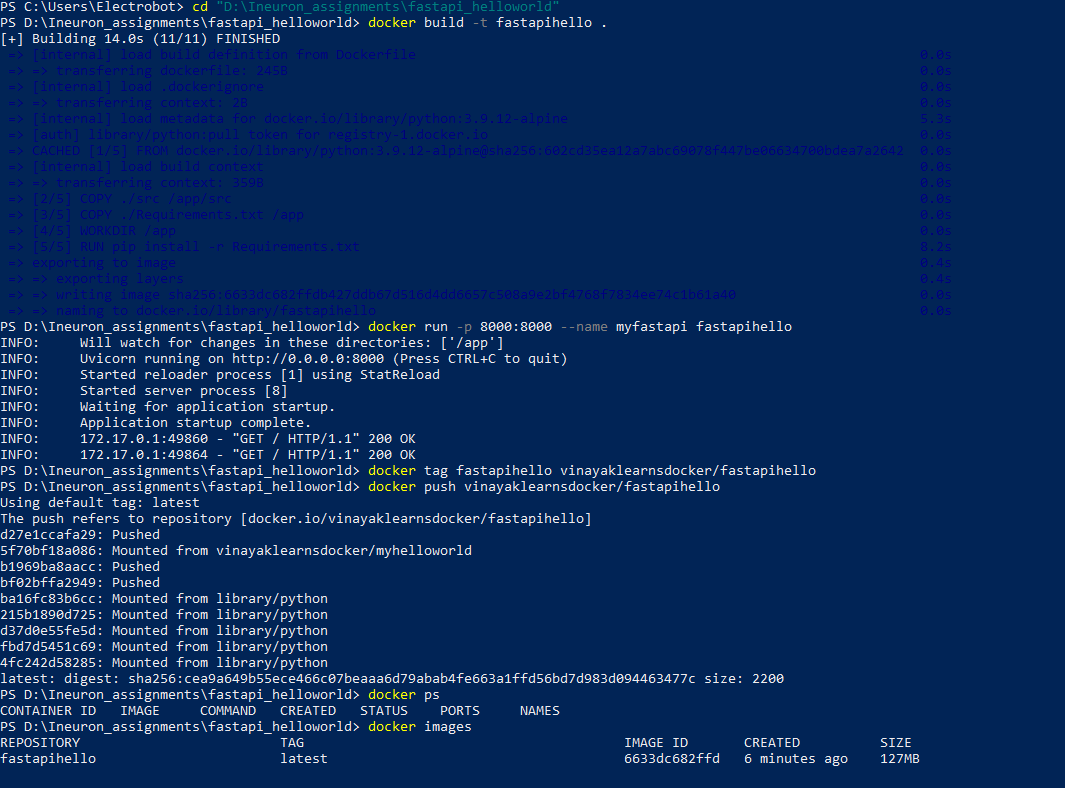 PS C:\Users\Electrobot> cd "D:\Ineuron_assignments\fastapi_helloworld"
PS D:\Ineuron_assignments\fastapi_helloworld> docker build -t fastapihello .
[+] Building 14.0s (11/11) FINISHED
=> [internal] load build definition from Dockerfile 0.0s
=> => transferring dockerfile: 245B 0.0s
=> [internal] load .dockerignore 0.0s
=> => transferring context: 2B 0.0s
=> [internal] load metadata for docker.io/library/python:3.9.12-alpine 5.3s
=> [auth] library/python:pull token for registry-1.docker.io 0.0s
=> CACHED [1/5] FROM docker.io/library/python:3.9.12-alpine@sha256:602cd35ea12a7abc69078f447be06634700bdea7a2642 0.0s
=> [internal] load build context 0.0s
=> => transferring context: 359B 0.0s
=> [2/5] COPY ./src /app/src 0.0s
=> [3/5] COPY ./Requirements.txt /app 0.0s
=> [4/5] WORKDIR /app 0.0s
=> [5/5] RUN pip install -r Requirements.txt 8.2s
=> exporting to image 0.4s
=> => exporting layers 0.4s
=> => writing image sha256:6633dc682ffdb427ddb67d516d4dd6657c508a9e2bf4768f7834ee74c1b61a40 0.0s
=> => naming to docker.io/library/fastapihello 0.0s
PS D:\Ineuron_assignments\fastapi_helloworld> docker run -p 8000:8000 --name myfastapi fastapihello
INFO: Will watch for changes in these directories: ['/app']
INFO: Uvicorn running on http://0.0.0.0:8000 (Press CTRL+C to quit)
INFO: Started reloader process [1] using StatReload
INFO: Started server process [8]
INFO: Waiting for application startup.
INFO: Application startup complete.
INFO: 172.17.0.1:49860 - "GET / HTTP/1.1" 200 OK
INFO: 172.17.0.1:49864 - "GET / HTTP/1.1" 200 OK
PS D:\Ineuron_assignments\fastapi_helloworld> docker tag fastapihello vinayaklearnsdocker/fastapihello
PS D:\Ineuron_assignments\fastapi_helloworld> docker push vinayaklearnsdocker/fastapihello
Using default tag: latest
The push refers to repository [docker.io/vinayaklearnsdocker/fastapihello]
d27e1ccafa29: Pushed
5f70bf18a086: Mounted from vinayaklearnsdocker/myhelloworld
b1969ba8aacc: Pushed
bf02bffa2949: Pushed
ba16fc83b6cc: Mounted from library/python
215b1890d725: Mounted from library/python
d37d0e55fe5d: Mounted from library/python
fbd7d5451c69: Mounted from library/python
4fc242d58285: Mounted from library/python
latest: digest: sha256:cea9a649b55ece466c07beaaa6d79abab4fe663a1ffd56bd7d983d094463477c size: 2200
PS D:\Ineuron_assignments\fastapi_helloworld> docker ps
CONTAINER ID IMAGE COMMAND CREATED STATUS PORTS NAMES
PS D:\Ineuron_assignments\fastapi_helloworld> docker images
REPOSITORY TAG IMAGE ID CREATED SIZE
fastapihello latest 6633dc682ffd 6 minutes ago 127MB